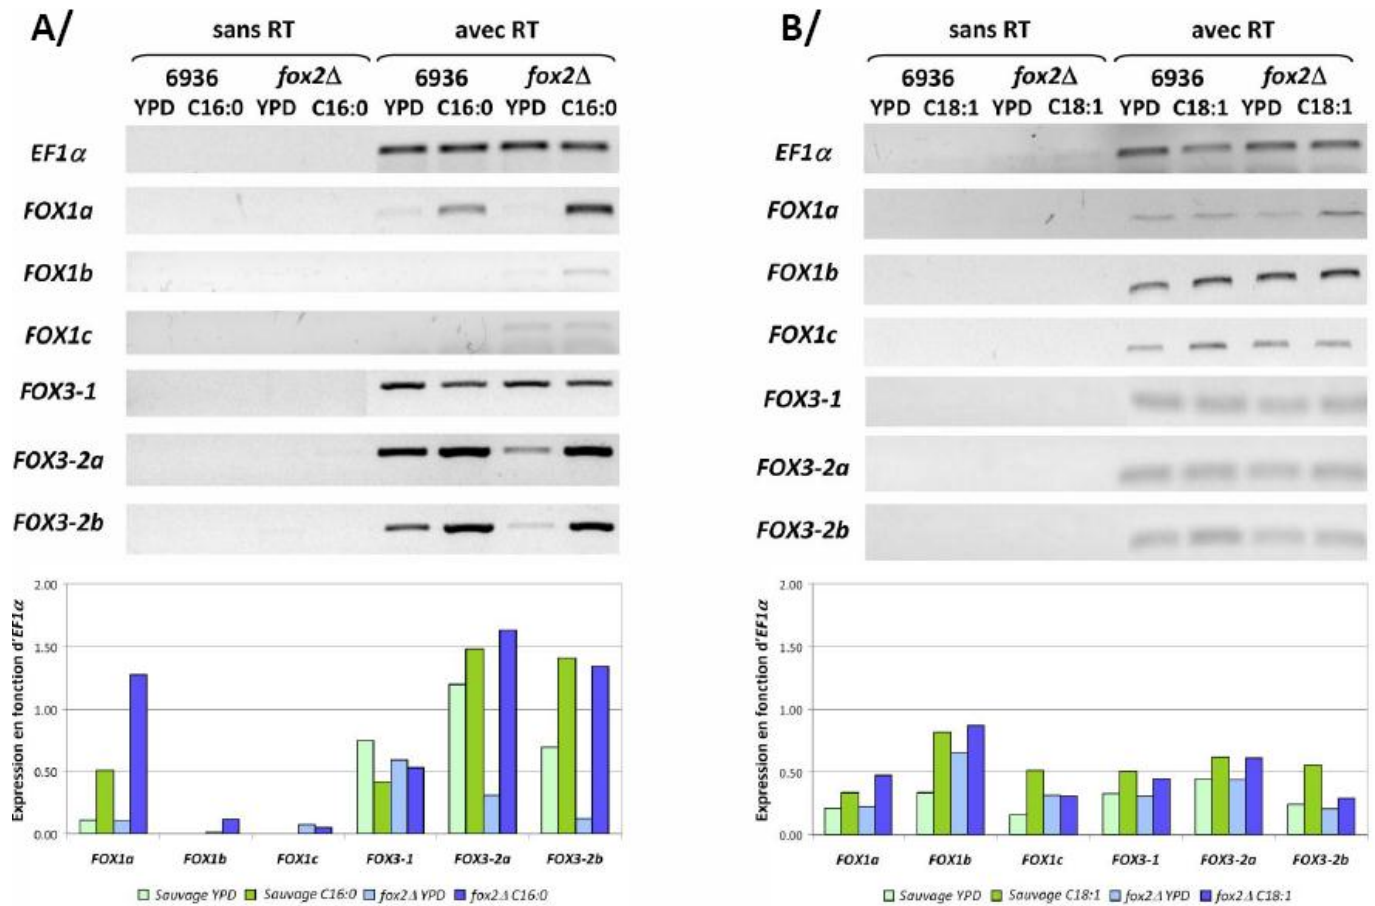 A/
sans RT avec RT
6936 fox2Δ 6936 fox2Δ
YPD C16:0 YPD C16:0 YPD C16:0 YPD C16:0
EF1α
FOX1a
FOX1b
FOX1c
FOX3-1
FOX3-2a
FOX3-2b
Expression en fonction d'EF1α
2.00
1.50
1.00
0.50
0.00
FOX1a FOX1b FOX1c FOX3-1 FOX3-2a FOX3-2b
Sauvage YPD Sauvage C16:0 fox2Δ YPD fox2Δ C16:0
B/
sans RT avec RT
6936 fox2Δ 6936 fox2Δ
YPD C18:1 YPD C18:1 YPD C18:1 YPD C18:1
EF1α
FOX1a
FOX1b
FOX1c
FOX3-1
FOX3-2a
FOX3-2b
Expression en fonction d'EF1α
2.00
1.50
1.00
0.50
0.00
FOX1a FOX1b FOX1c FOX3-1 FOX3-2a FOX3-2b
Sauvage YPD Sauvage C18:1 fox2Δ YPD fox2Δ C18:1